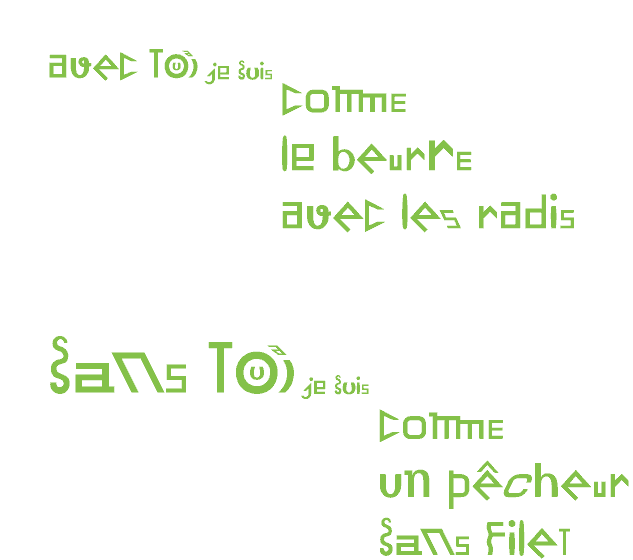 avec Toi je suis
comme
le beurre
avec les radis
sans Toi je suis
comme
un pêcheur
sans Filet